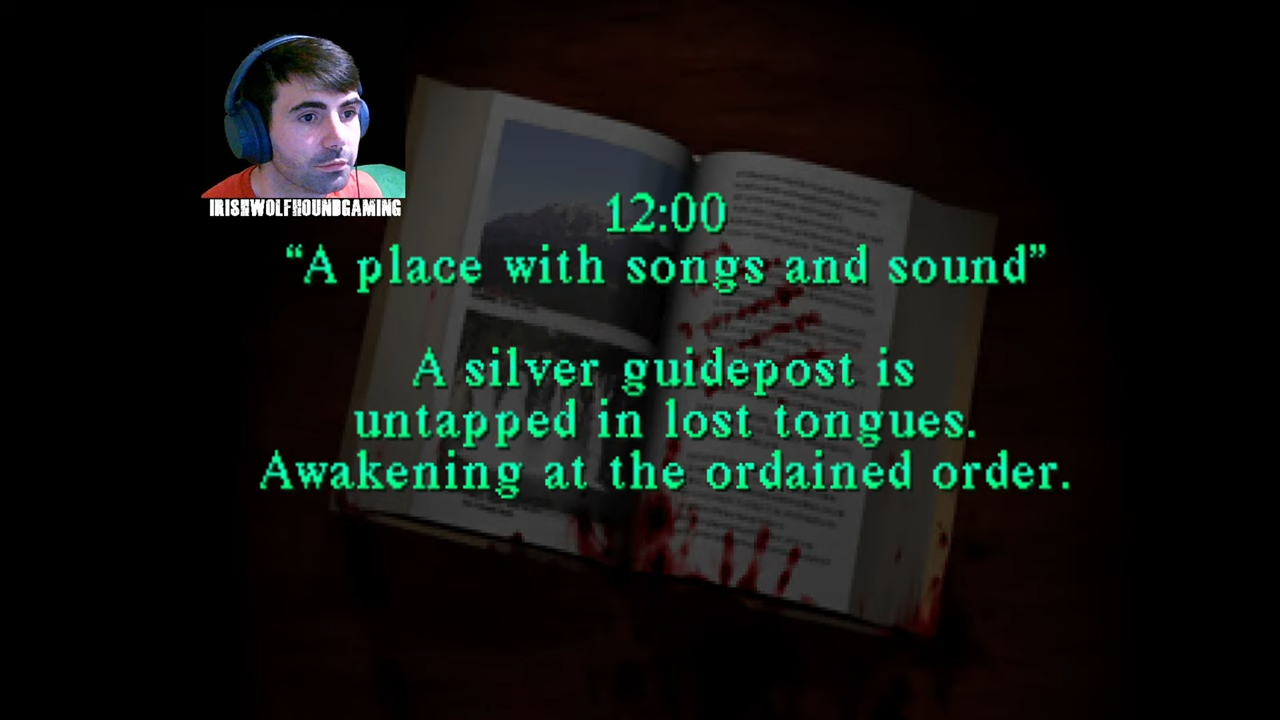 IRISHWOLFHOUNDGAMING
12:00
“A place with songs and sound”
A silver guidepost is
untapped in lost tongues.
Awakening at the ordained order.